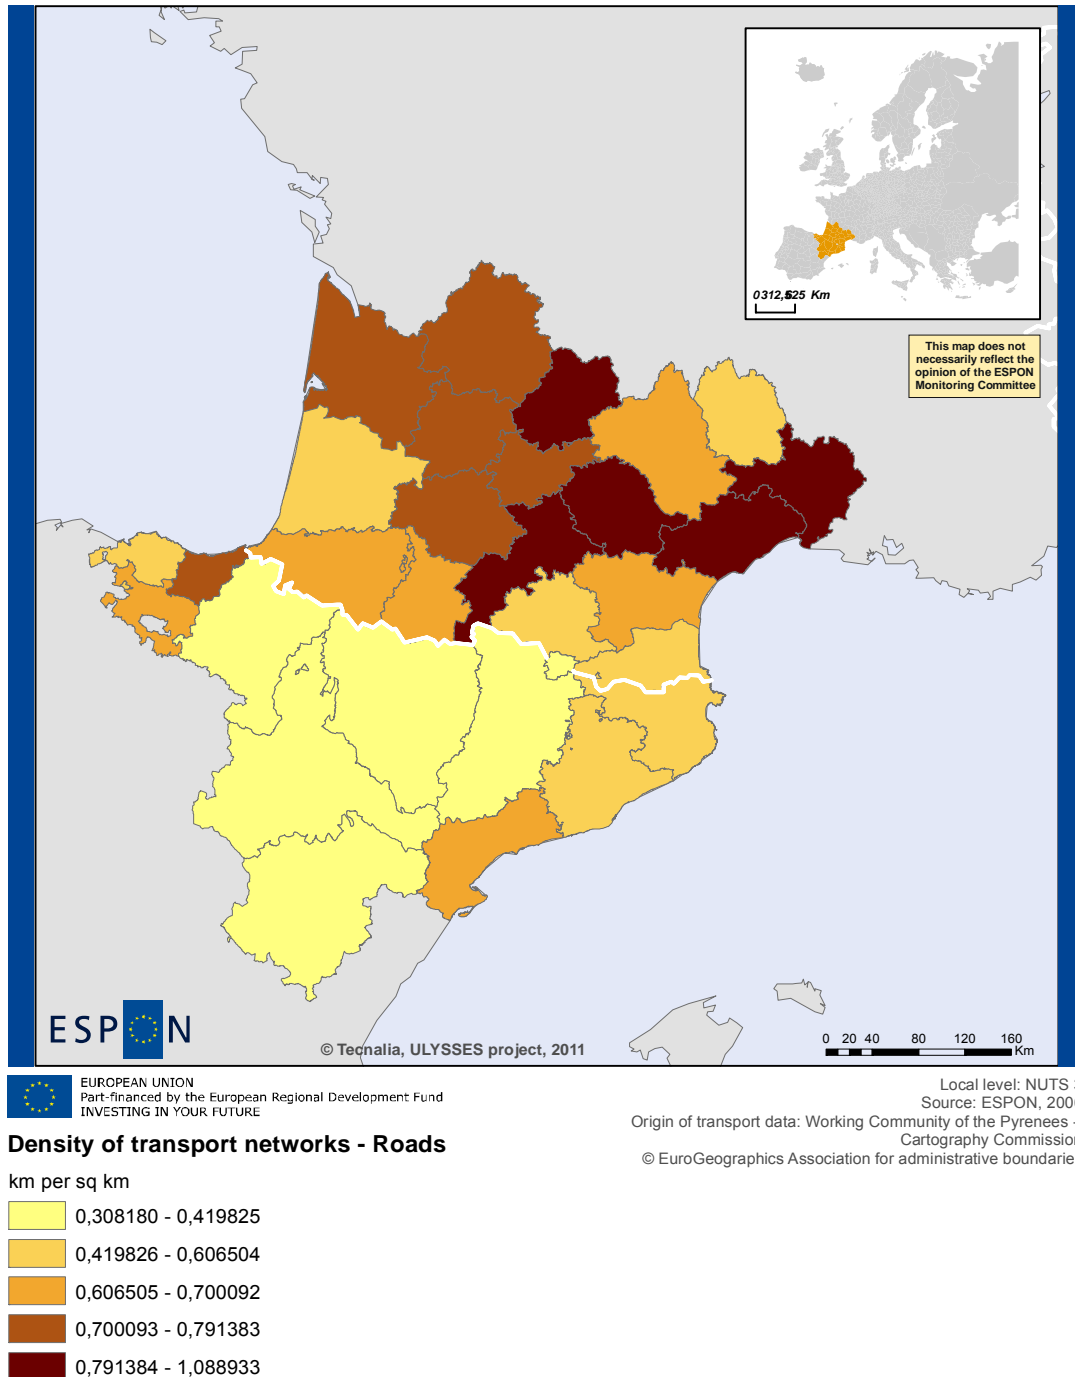 0312,5625 Km
This map does not
necessarily reflect the
opinion of the ESPON
Monitoring Committee
ESPON
© Tecnalia, ULYSSES project, 2011
0 20 40 80 120 160
Km
EUROPEAN UNION
Part-financed by the European Regional Development Fund
INVESTING IN YOUR FUTURE
Local level: NUTS
Source: ESPON, 200
Origin of transport data: Working Community of the Pyrenees -
Cartography Commission
© EuroGeographics Association for administrative boundarie
Density of transport networks - Roads
km per sq km
0,308180 - 0,419825
0,419826 - 0,606504
0,606505 - 0,700092
0,700093 - 0,791383
0,791384 - 1,088933